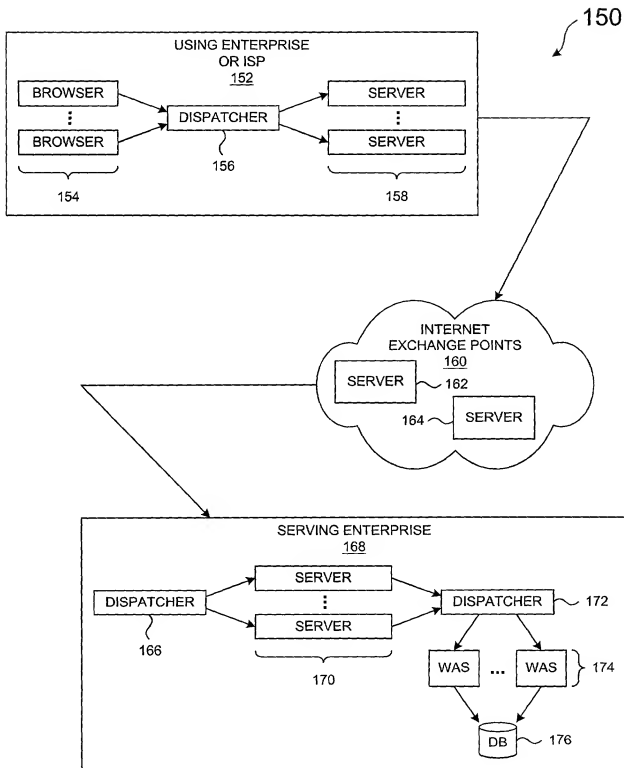 150
USING ENTERPRISE
OR ISP
152
BROWSER
SERVER
DISPATCHER
BROWSER
SERVER
156
154
158
INTERNET
EXCHANGE POINTS
160
SERVER
162
164
SERVER
SERVING ENTERPRISE
168
SERVER
DISPATCHER
DISPATCHER
172
SERVER
166
170
WAS
...
WAS
174
DB
176